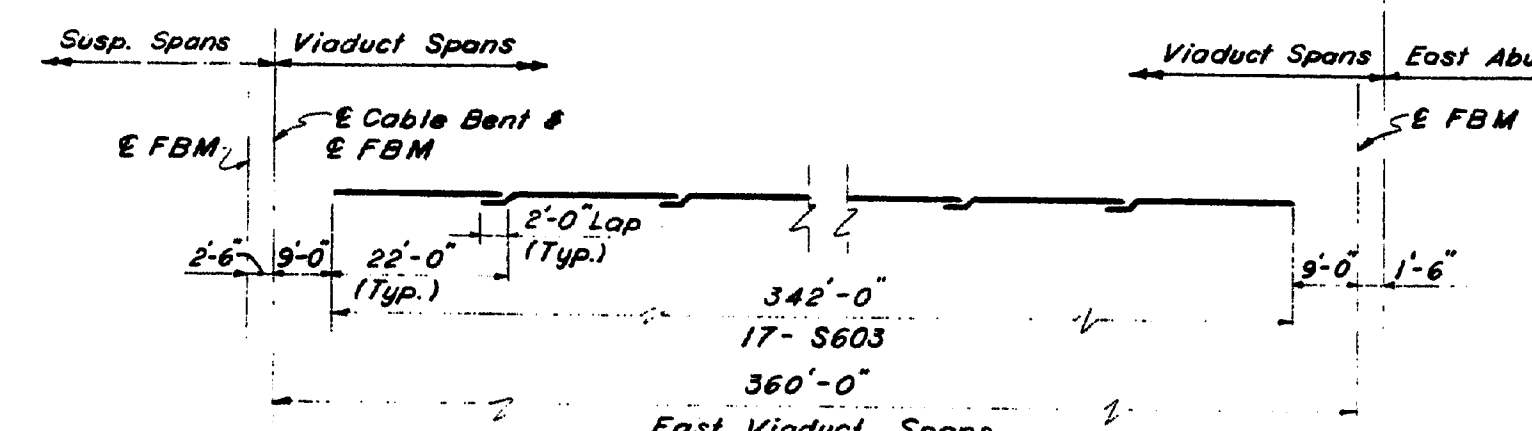 Susp. Spans
Viaduct Spans
Viaduct Spans
East Abu
℄ Cable Bent &
℄ FBM
℄ FBM
℄ FBM
2'-0" Lap
(Typ.)
2'-6"
9'-0"
22'-0"
(Typ.)
9'-0"
1'-6"
342'-0"
17- S603
360'-0"
East Viaduct Spans